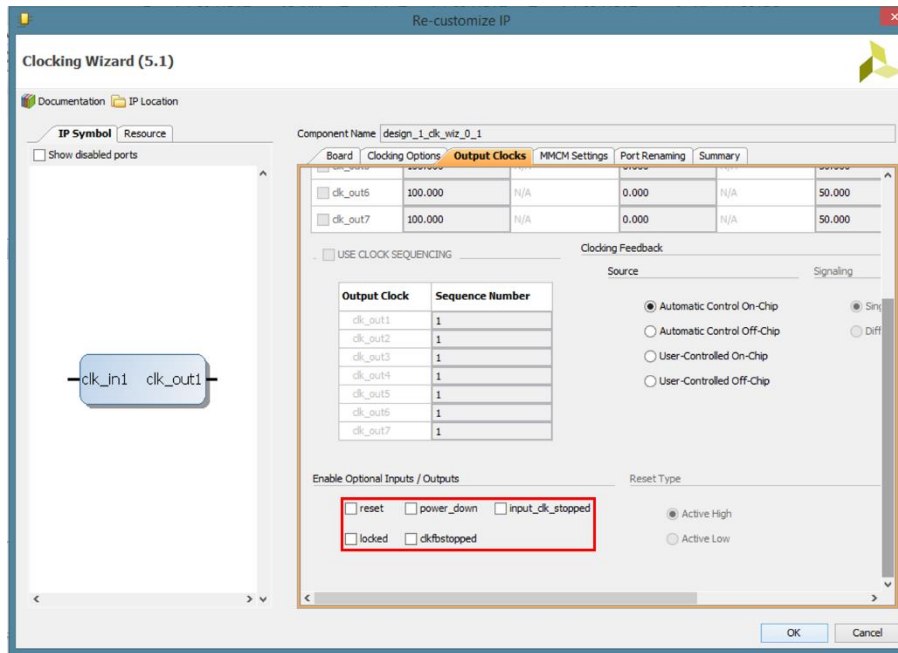 Re-customize IP
Clocking Wizard (5.1)
Documentation IP Location
IP Symbol Resource
Show disabled ports
clk_in1 clk_out1
Component Name design_1_clk_wiz_0_1
Board Clocking Options Output Clocks MMCM Settings Port Renaming Summary
clk_out6 100.000 N/A 0.000 N/A 50.000
clk_out7 100.000 N/A 0.000 N/A 50.000
USE CLOCK SEQUENCING
Output Clock Sequence Number
clk_out1 1
clk_out2 1
clk_out3 1
clk_out4 1
clk_out5 1
clk_out6 1
clk_out7 1
Clocking Feedback
Source Signaling
Automatic Control On-Chip Sing
Automatic Control Off-Chip Diff
User-Controlled On-Chip
User-Controlled Off-Chip
Enable Optional Inputs / Outputs
reset power_down input_clk_stopped
locked clkfbstopped
Reset Type
Active High
Active Low
OK Cancel